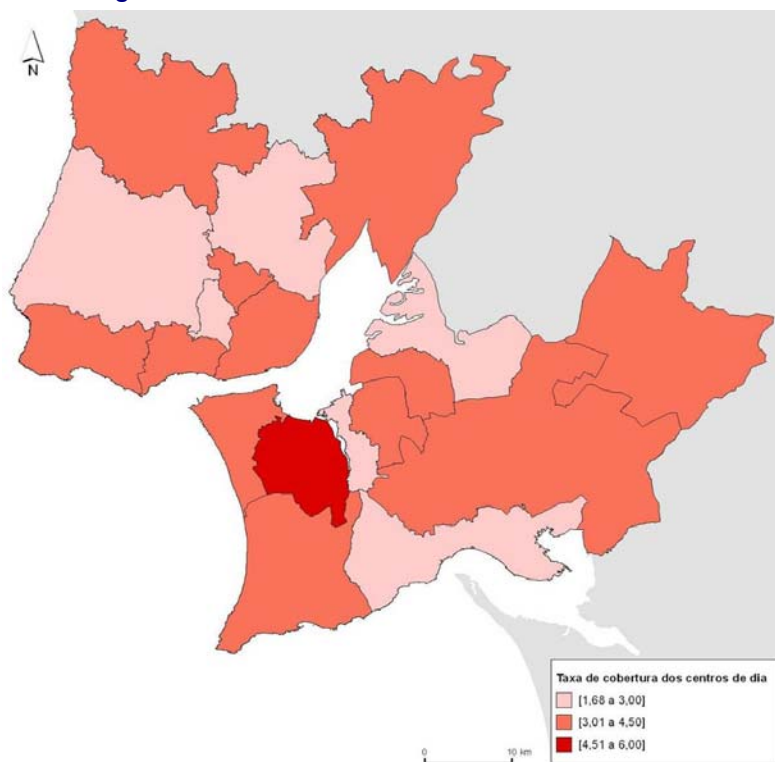 N
Taxa de cobertura dos centros de dia
[1,68 a 3,00]
[3,01 a 4,50]
[4,51 a 6,00]
0 10 km